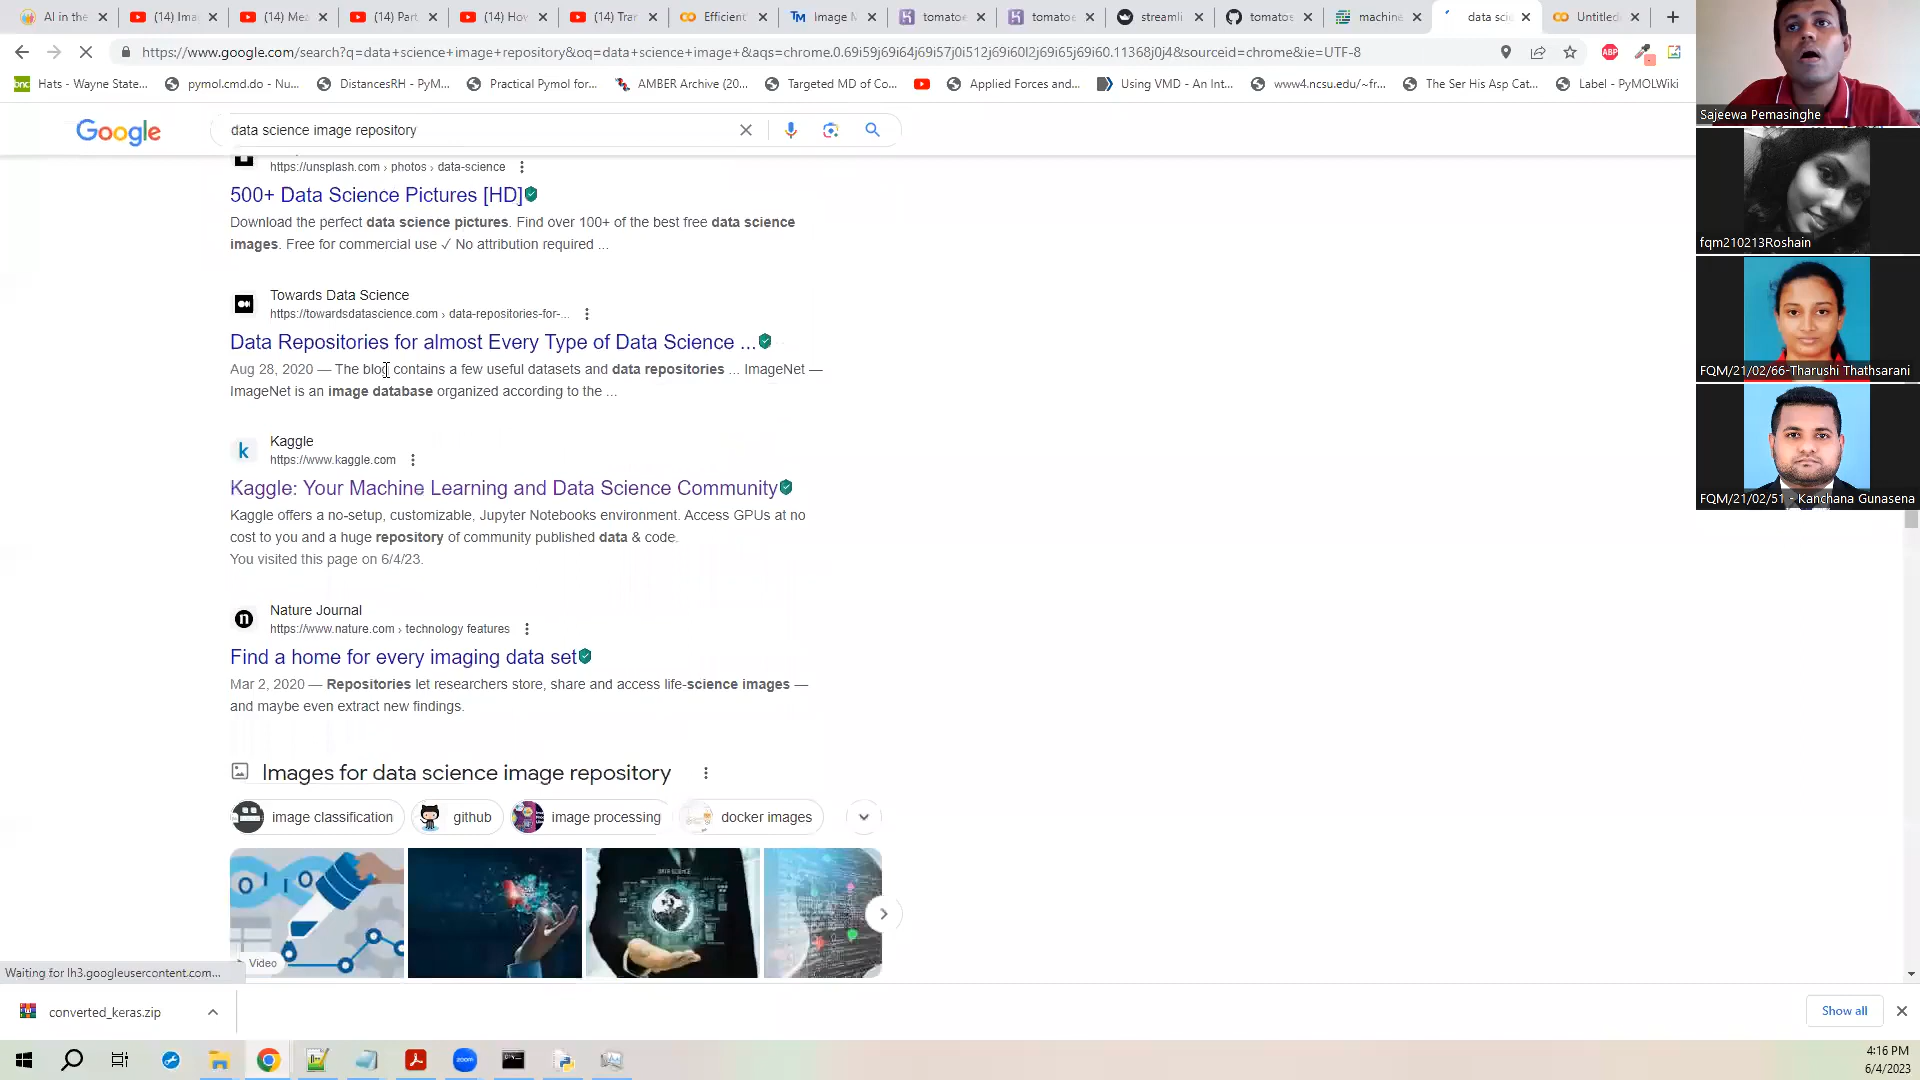 AI in the
(14) Ima
(14) Mez
(14) Part
(14) Hov
(14) Trar
Efficient
TM Image M
tomatoe
tomatoe
streamli
tomatos
machine
data scie
Untitled
https://www.google.com/search?q=data+science+image+repository&oq=data+science+image+&aqs=chrome.0.69i59j69i64j69i57j0i512j69i60l2j69i65j69i60.11368j0j4&sourceid=chrome&ie=UTF-8
ABP
Hats - Wayne State...
pymol.cmd.do - Nu...
DistancesRH - PyM...
Practical Pymol for...
AMBER Archive (20...
Targeted MD of Co...
Applied Forces and...
Using VMD - An Int...
www4.ncsu.edu/~fr...
The Ser His Asp Cat...
Label - PyMOLWiki
Google
data science image repository
https://unsplash.com › photos › data-science
500+ Data Science Pictures [HD]
Download the perfect data science pictures. Find over 100+ of the best free data science
images. Free for commercial use ✓ No attribution required ...
Towards Data Science
https://towardsdatascience.com › data-repositories-for-...
Data Repositories for almost Every Type of Data Science ...
Aug 28, 2020 — The blog contains a few useful datasets and data repositories ... ImageNet —
ImageNet is an image database organized according to the ...
Kaggle
https://www.kaggle.com
Kaggle: Your Machine Learning and Data Science Community
Kaggle offers a no-setup, customizable, Jupyter Notebooks environment. Access GPUs at no
cost to you and a huge repository of community published data & code.
You visited this page on 6/4/23.
Nature Journal
https://www.nature.com › technology features
Find a home for every imaging data set
Mar 2, 2020 — Repositories let researchers store, share and access life-science images —
and maybe even extract new findings.
Images for data science image repository
image classification
github
image processing
docker images
DATA SCIENCE
Video
Waiting for lh3.googleusercontent.com...
converted_keras.zip
Show all
zoom
4:16 PM
6/4/2023
Sajeewa Pemasinghe
fqm210213Roshain
FQM/21/02/66-Tharushi Thathsarani
FQM/21/02/51 - Kanchana Gunasena